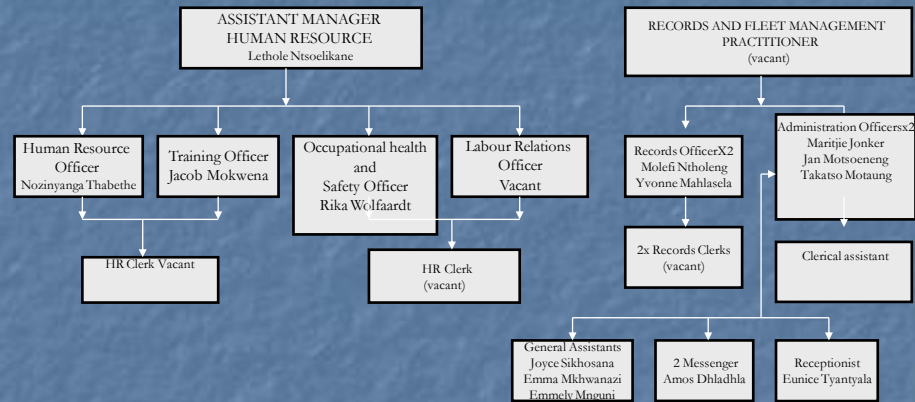 ASSISTANT MANAGER
HUMAN RESOURCE
Lethole Ntsoelikane
RECORDS AND FLEET MANAGEMENT
PRACTITIONER
(vacant)
Human Resource
Officer
Nozinyanga Thabethe
Training Officer
Jacob Mokwena
Occupational health
and
Safety Officer
Rika Wolfaardt
Labour Relations
Officer
Vacant
Records OfficerX2
Molefi Ntholeng
Yvonne Mahlasela
Administration Officersx2
Maritjie Jonker
Jan Motsoeneng
Takatso Motaung
HR Clerk Vacant
HR Clerk
(vacant)
2x Records Clerks
(vacant)
Clerical assistant
General Assistants
Joyce Sikhosana
Emma Mkhwanazi
Emmely Mnguni
2 Messenger
Amos Dhladhla
Receptionist
Eunice Tyantyala